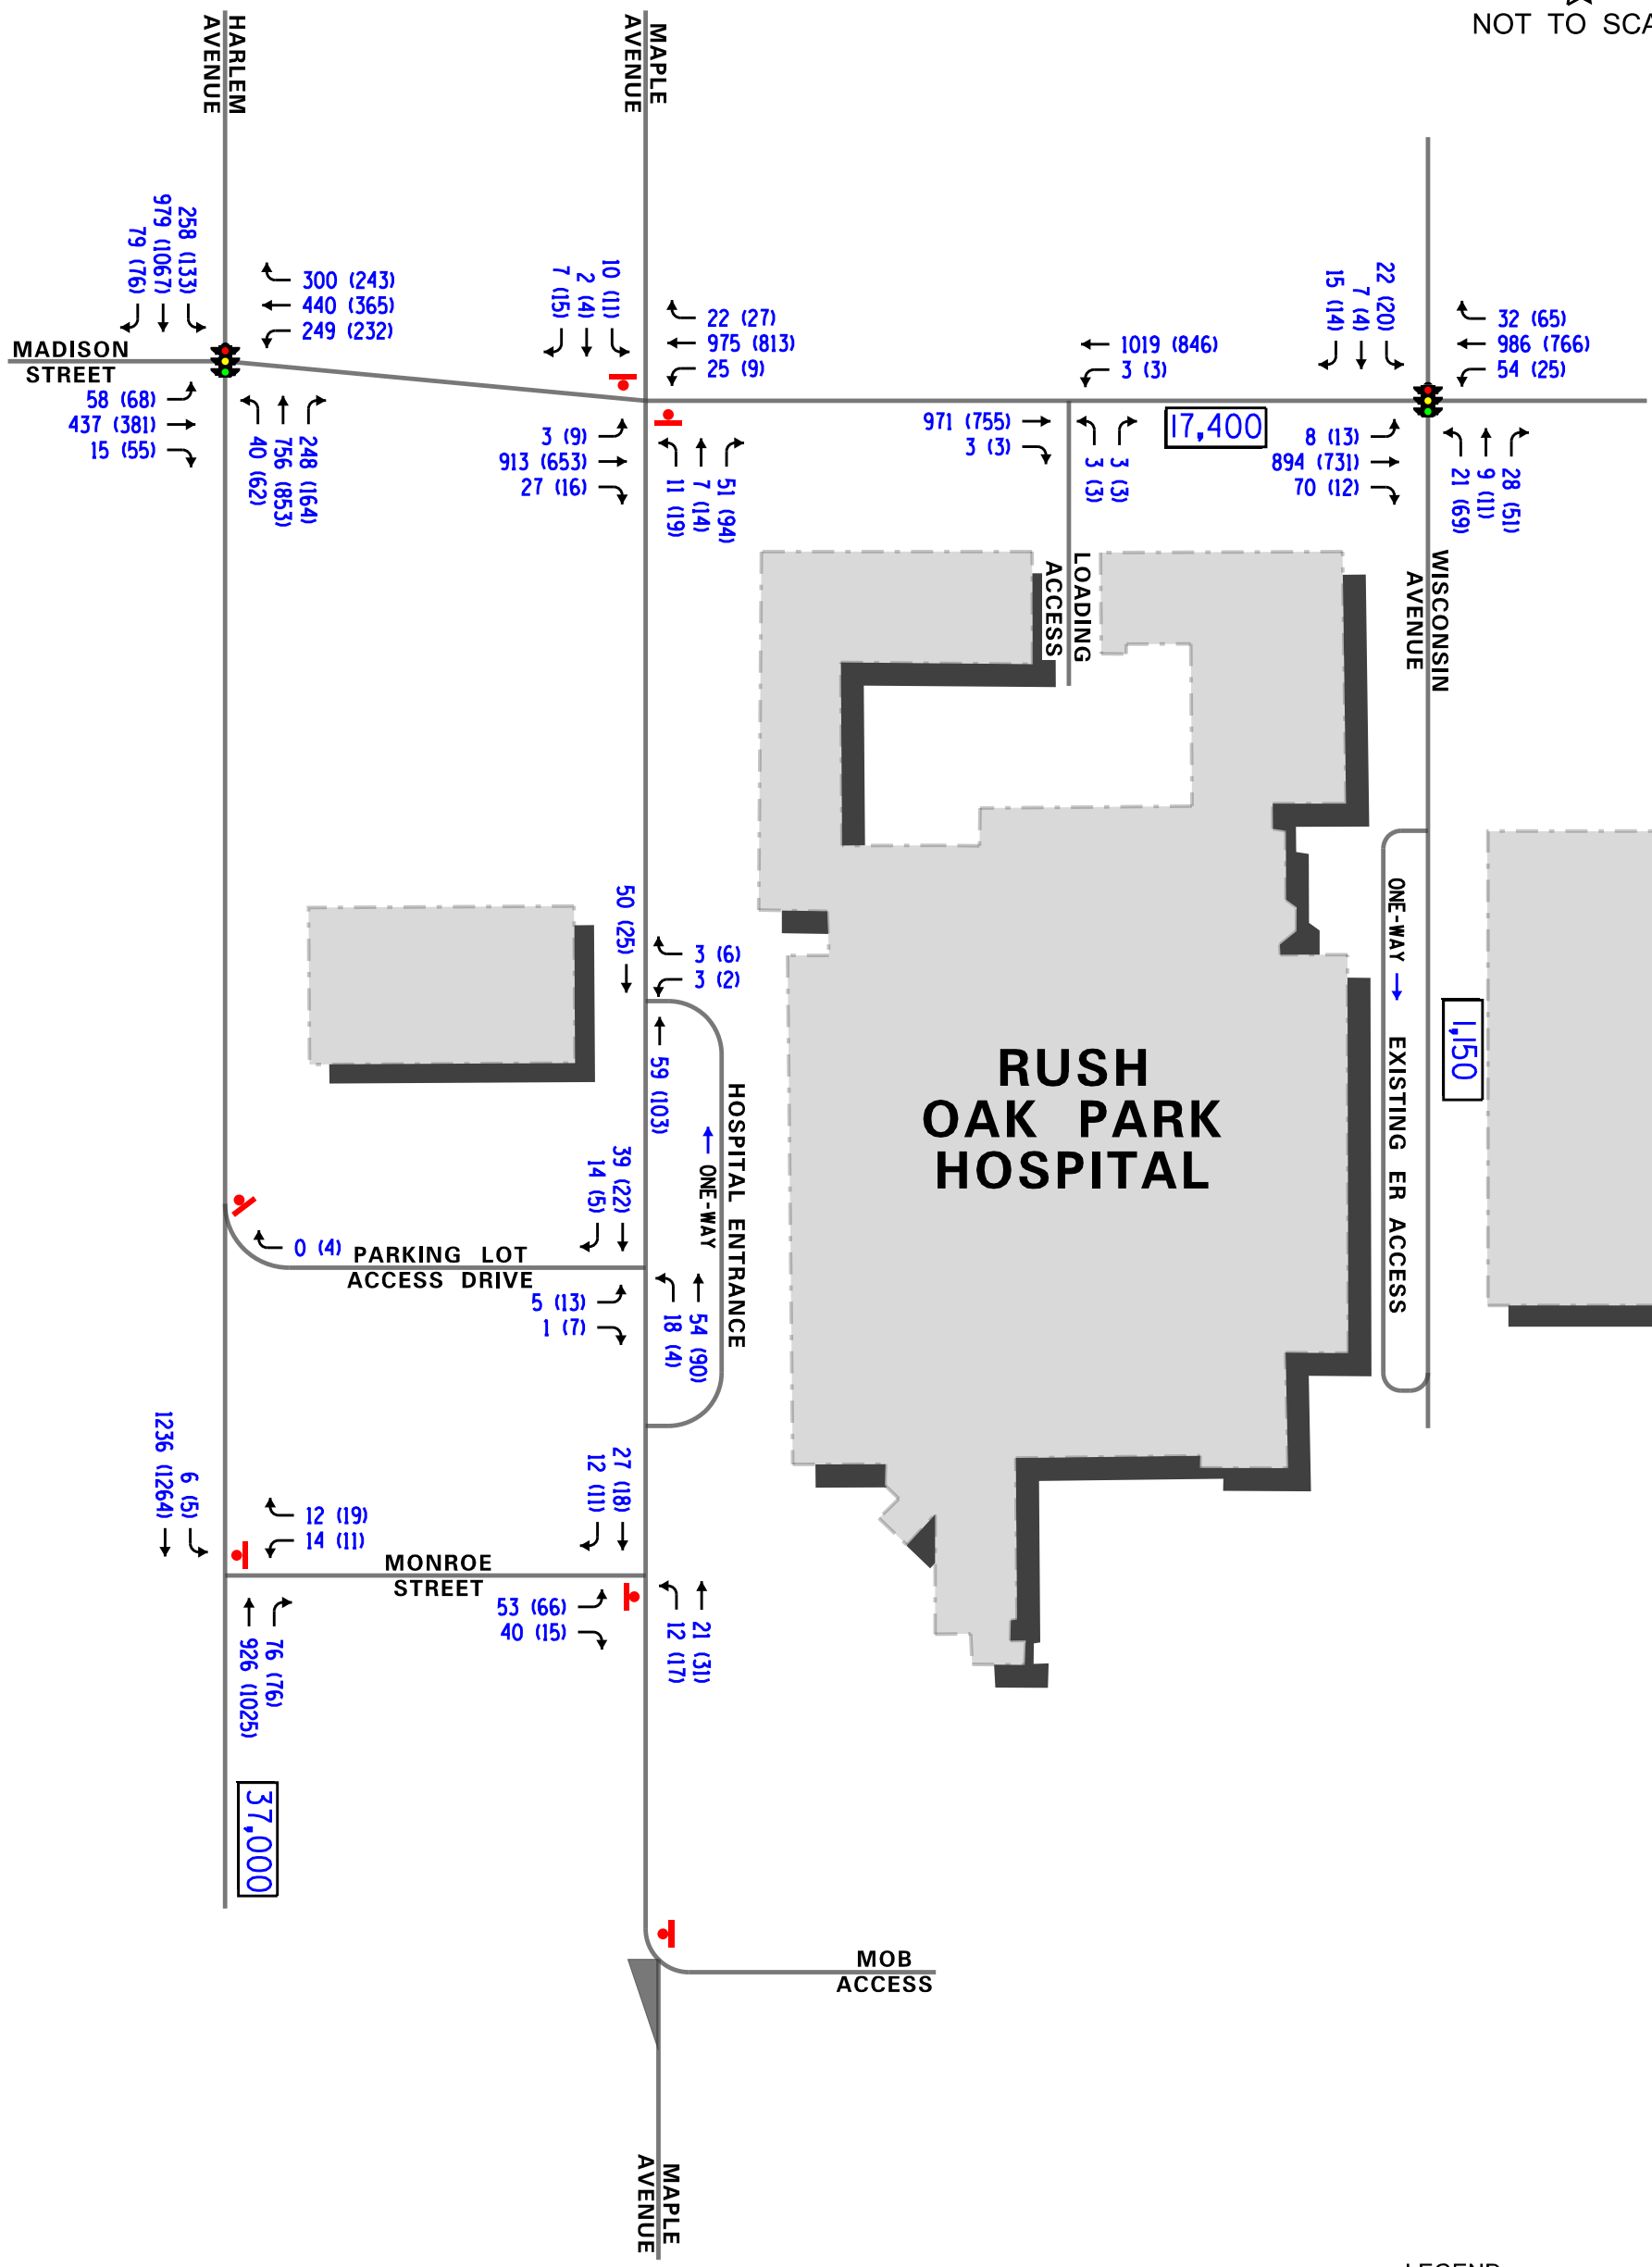 NOT TO SCA
HARLEM
AVENUE
MAPLE
AVENUE
258 (133)
979 (1067)
79 (76)
300 (243)
440 (365)
249 (232)
MADISON
STREET
58 (68)
437 (381)
15 (55)
248 (164)
756 (853)
40 (62)
10 (11)
2 (4)
7 (15)
22 (27)
975 (813)
25 (9)
3 (9)
913 (653)
27 (16)
51 (94)
7 (14)
11 (19)
1019 (846)
3 (3)
971 (755)
3 (3)
3 (3)
3 (3)
17,400
22 (20)
7 (4)
15 (14)
32 (65)
986 (766)
54 (25)
8 (13)
894 (731)
70 (12)
28 (51)
9 (11)
21 (69)
LOADING
ACCESS
WISCONSIN
AVENUE
50 (25)
3 (6)
3 (2)
59 (103)
HOSPITAL ENTRANCE
ONE-WAY
RUSH
OAK PARK
HOSPITAL
ONE-WAY
EXISTING ER ACCESS
1,150
39 (22)
14 (5)
0 (4)
PARKING LOT
ACCESS DRIVE
5 (13)
1 (7)
54 (90)
18 (4)
6 (5)
1236 (1264)
12 (19)
14 (11)
MONROE
STREET
27 (18)
12 (11)
53 (66)
40 (15)
21 (31)
12 (17)
76 (76)
926 (1025)
37,000
MOB
ACCESS
MAPLE
AVENUE